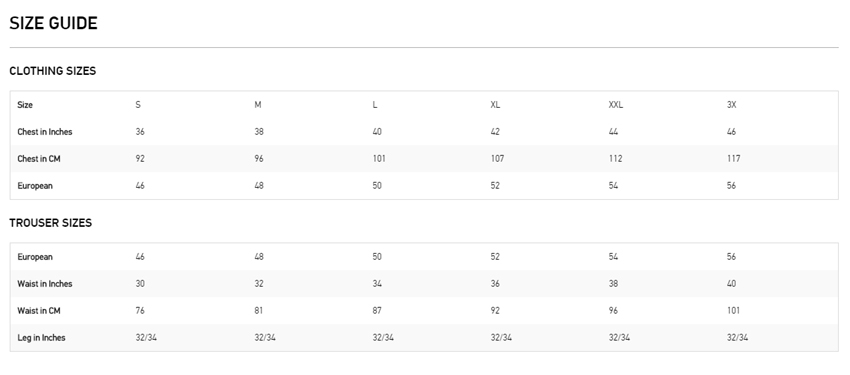 SIZE GUIDE
CLOTHING SIZES
Size S M L XL XXL 3X
Chest in Inches 36 38 40 42 44 46
Chest in CM 92 96 101 107 112 117
European 46 48 50 52 54 56
TROUSER SIZES
European 46 48 50 52 54 56
Waist in Inches 30 32 34 36 38 40
Waist in CM 76 81 87 92 96 101
Leg in Inches 32/34 32/34 32/34 32/34 32/34 32/34